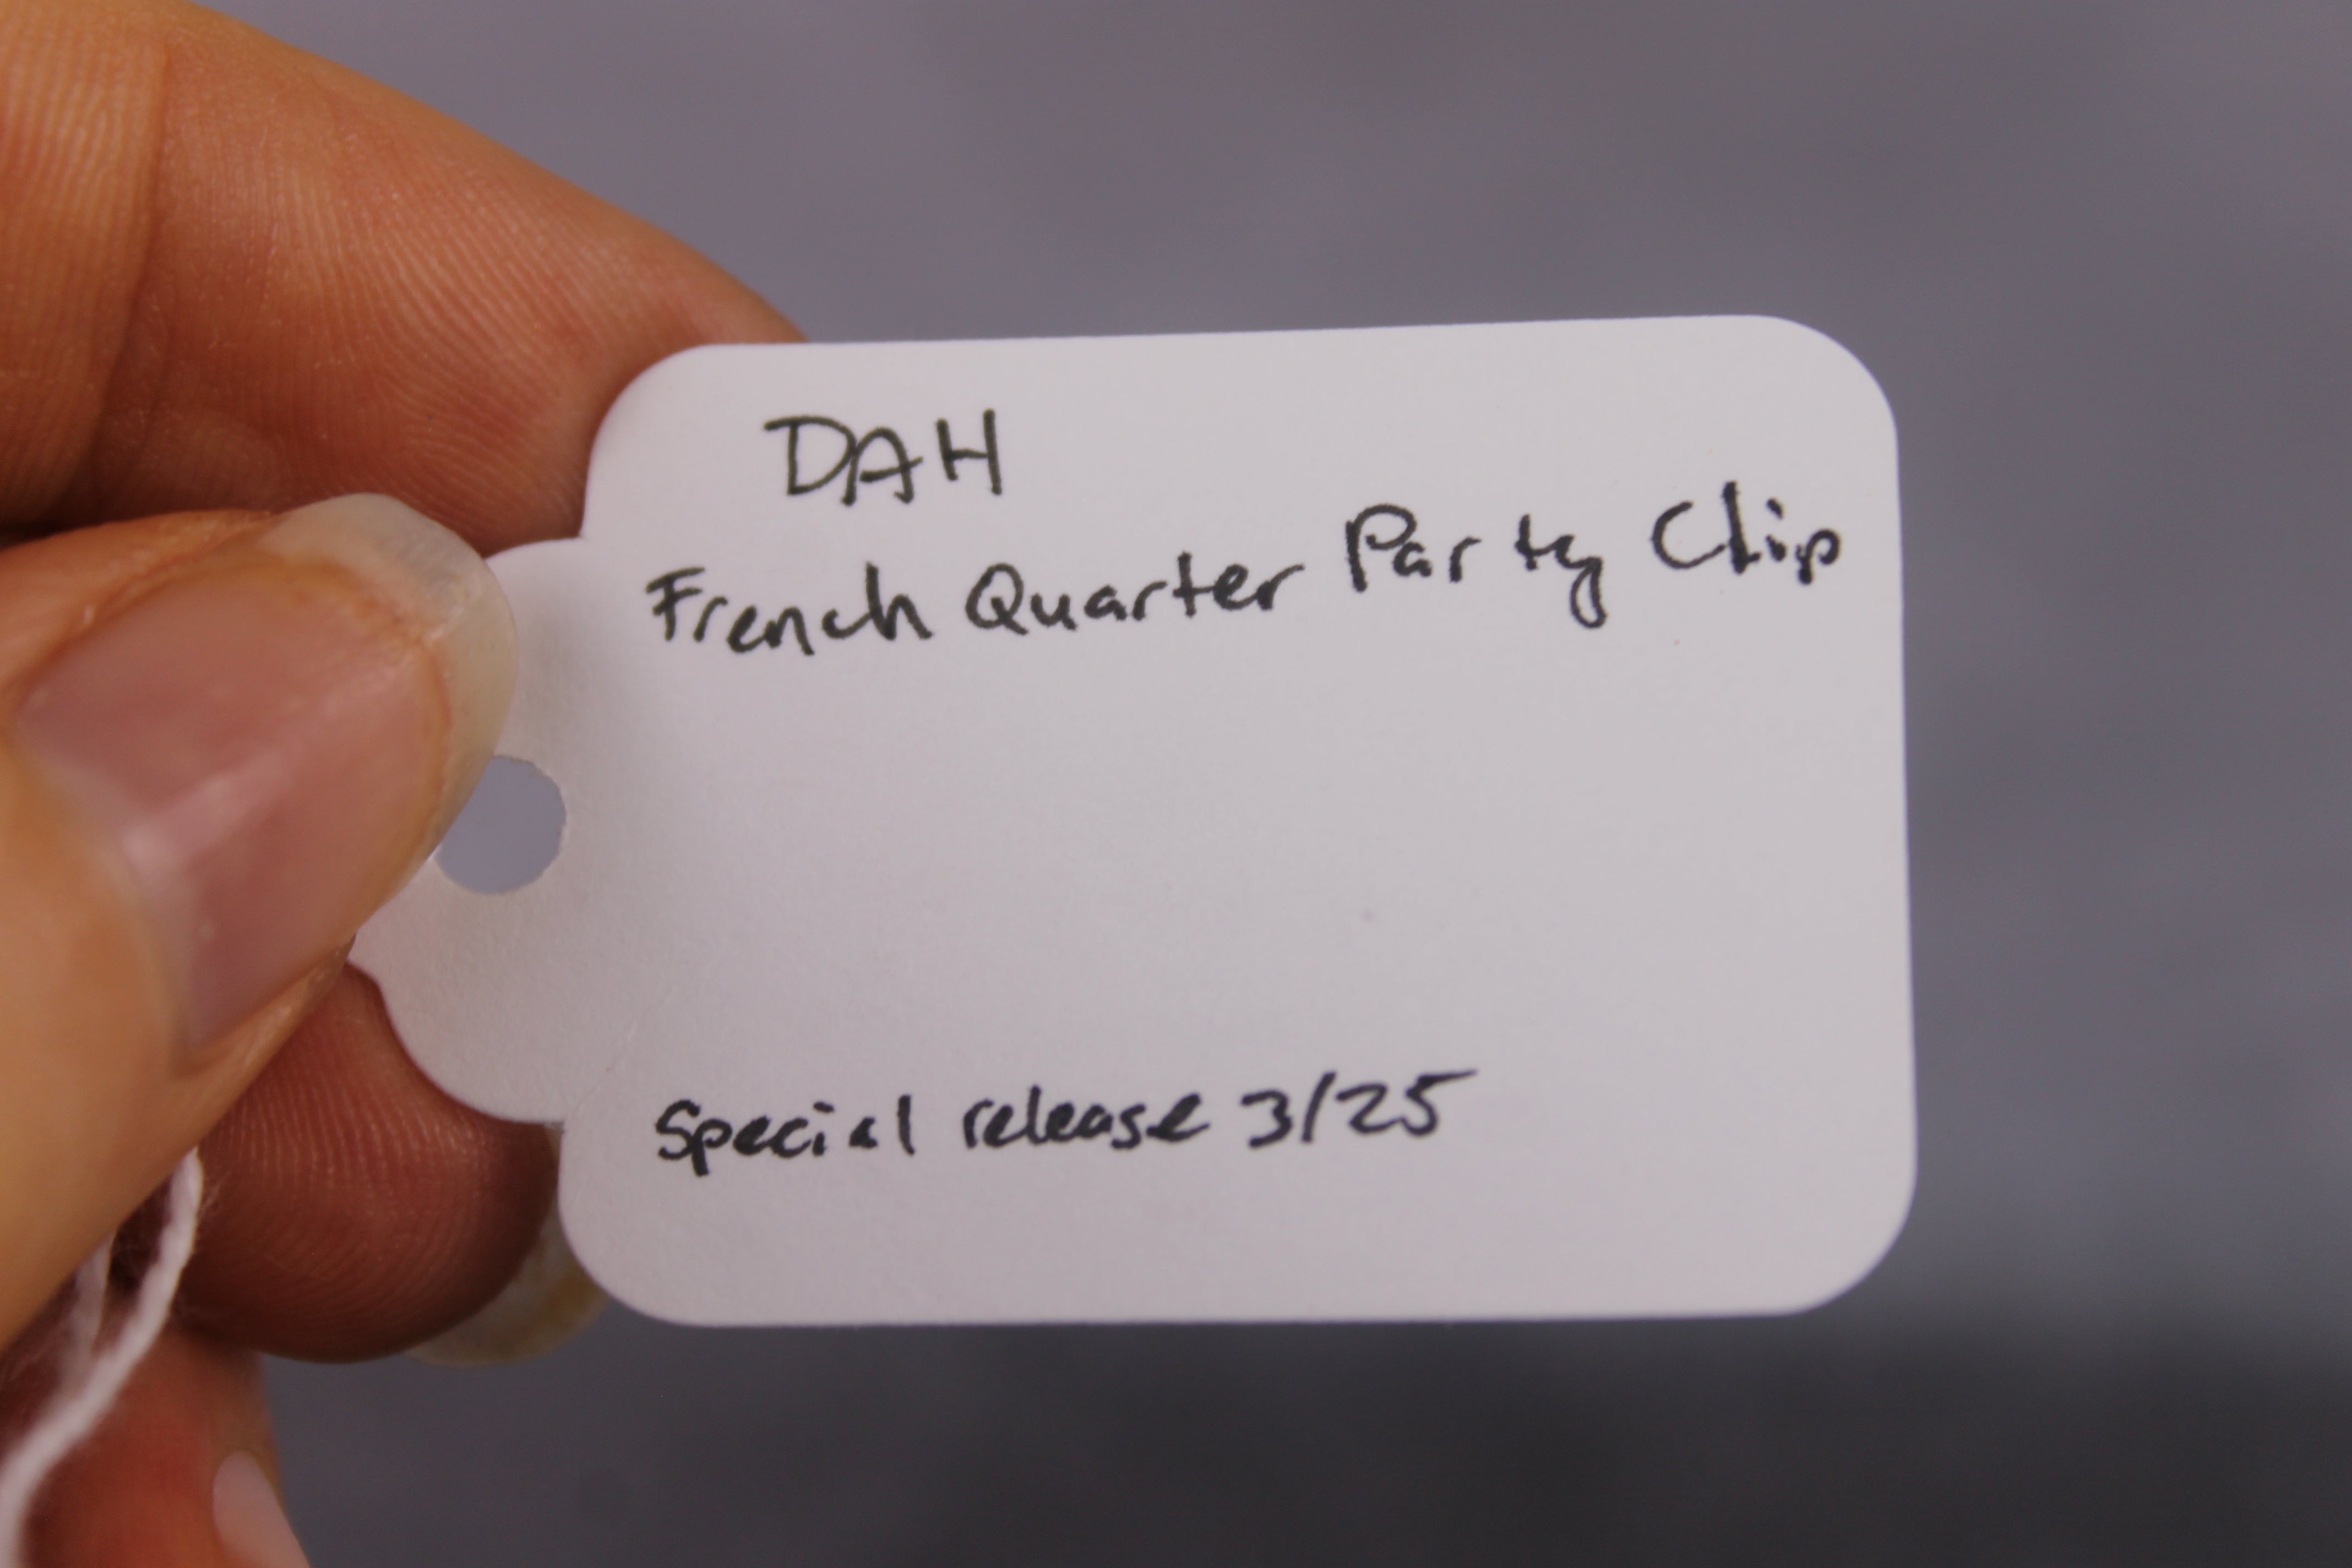 DAH
French Quarter Party Clip
Special release 3/25